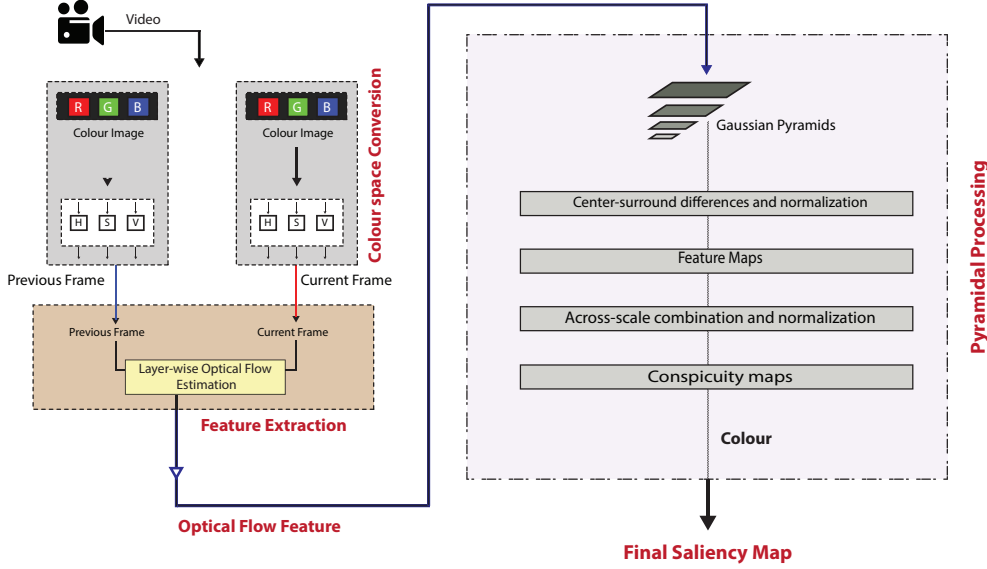 Video
R G B
Colour Image
H S V
Previous Frame
R G B
Colour Image
H S V
Current Frame
Colour space Conversion
Previous Frame
Current Frame
Layer-wise Optical Flow
Estimation
Feature Extraction
Optical Flow Feature
Gaussian Pyramids
Center-surround differences and normalization
Feature Maps
Across-scale combination and normalization
Conspicuity maps
Colour
Pyramidal Processing
Final Saliency Map